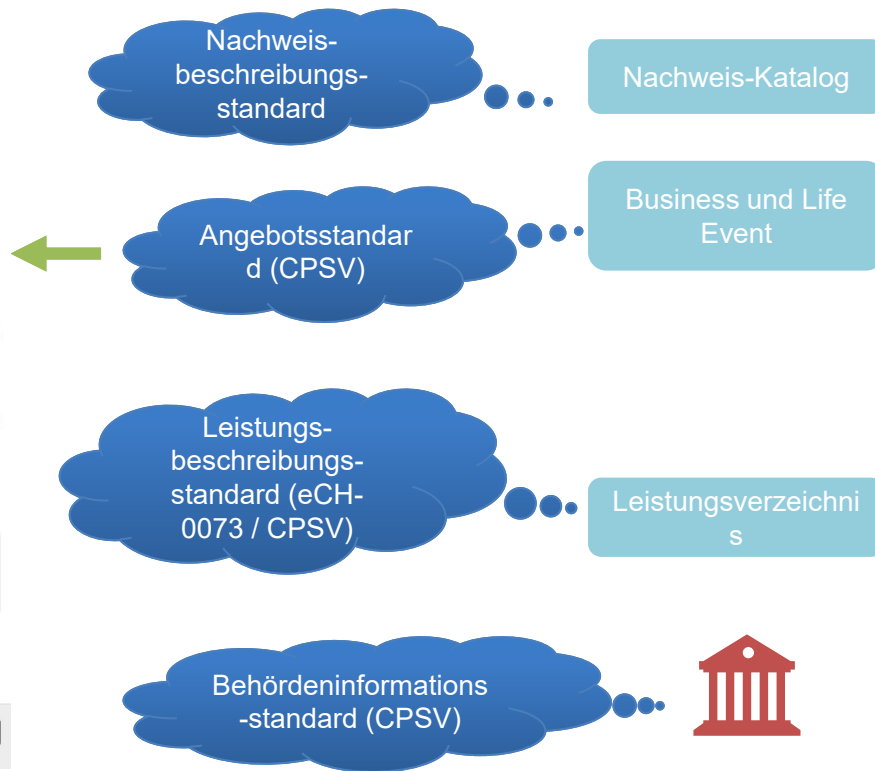 Nachweis-
beschreibungs-
standard
Nachweis-Katalog
Angebotsstandar
d (CPSV)
Business und Life
Event
Leistungs-
beschreibungs-
standard (eCH-
0073 / CPSV)
Leistungsverzeichni
s
Behördeninformations
-standard (CPSV)